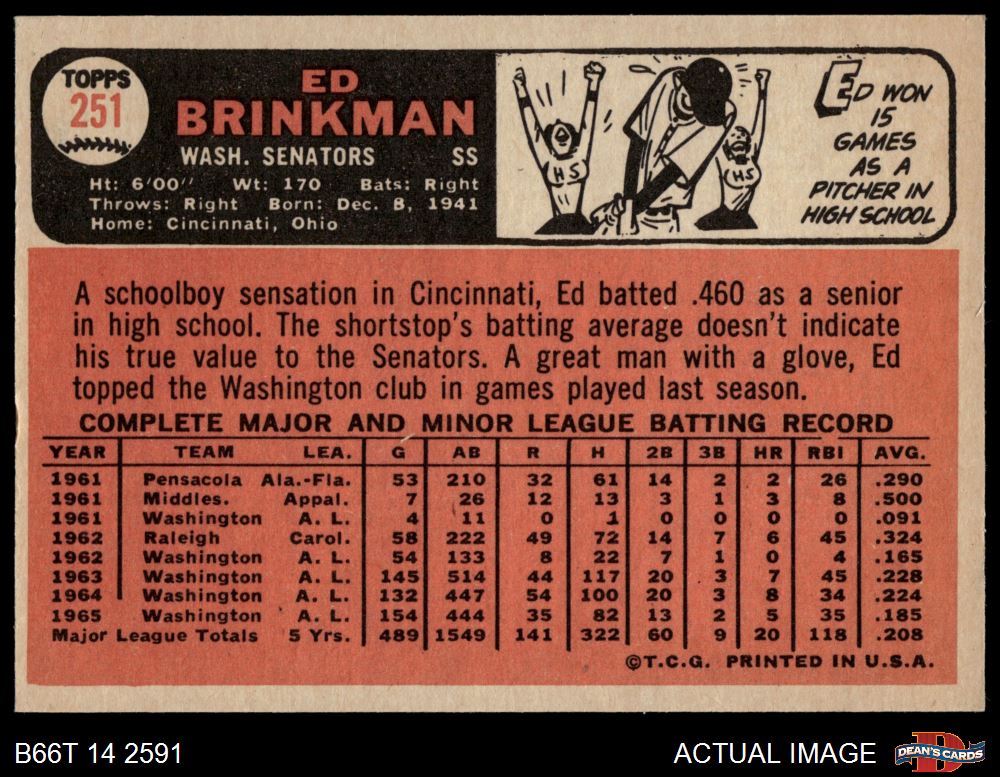 TOPPS
251
ED
BRINKMAN
WASH. SENATORS SS
Ht: 6'00" Wt: 170 Bats: Right
Throws: Right Born: Dec. 8, 1941
Home: Cincinnati, Ohio
HS
HS
ED WON
15
GAMES
AS A
PITCHER IN
HIGH SCHOOL
A schoolboy sensation in Cincinnati, Ed batted .460 as a senior
in high school. The shortstop's batting average doesn't indicate
his true value to the Senators. A great man with a glove, Ed
topped the Washington club in games played last season.
COMPLETE MAJOR AND MINOR LEAGUE BATTING RECORD
YEAR TEAM LEA. G AB R H 2B 3B HR RBI AVG.
1961 Pensacola Ala.-Fla. 53 210 32 61 14 2 2 26 .290
1961 Middles. Appal. 7 26 12 13 3 1 3 8 .500
1961 Washington A. L. 4 11 0 1 0 0 0 0 .091
1962 Raleigh Carol. 58 222 49 72 14 7 6 45 .324
1962 Washington A. L. 54 133 8 22 7 1 0 4 .165
1963 Washington A. L. 145 514 44 117 20 3 7 45 .228
1964 Washington A. L. 132 447 54 100 20 3 8 34 .224
1965 Washington A. L. 154 444 35 82 13 2 5 35 .185
Major League Totals 5 Yrs. 489 1549 141 322 60 9 20 118 .208
©T.C.G. PRINTED IN U.S.A.
B66T 14 2591 ACTUAL IMAGE
D
DEAN'S CARDS